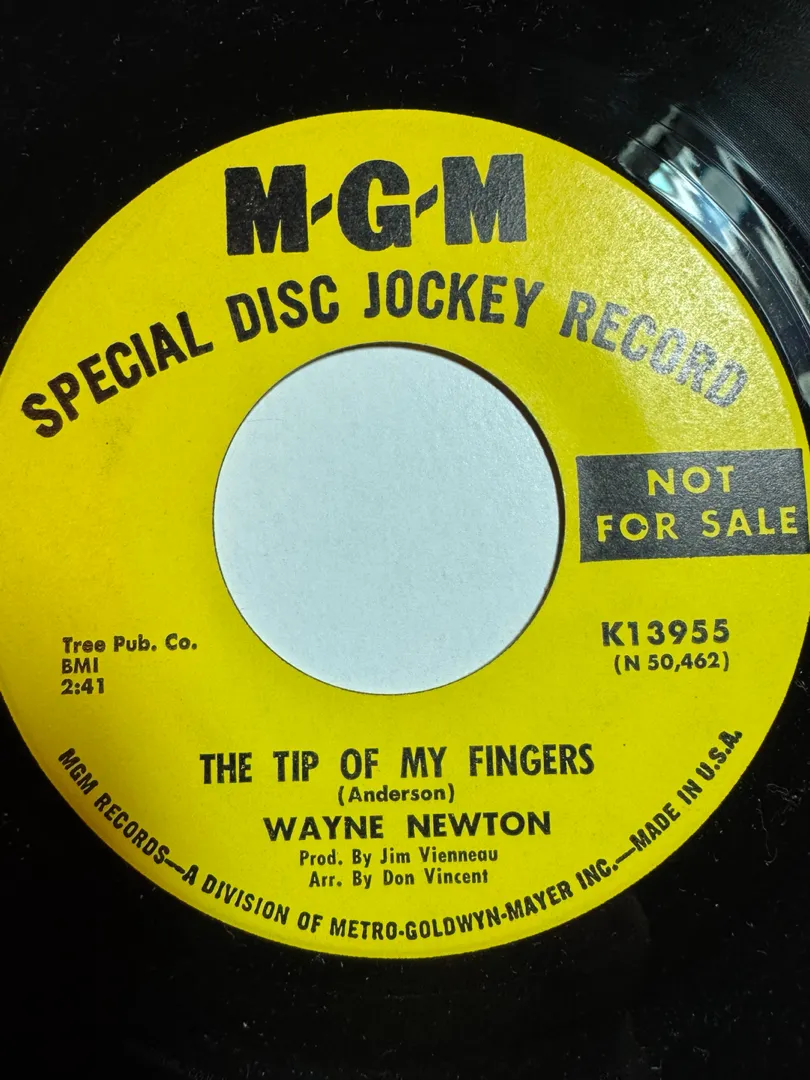 M-G-M
SPECIAL DISC JOCKEY RECORD
NOT
FOR SALE
K13955
(N 50,462)
Tree Pub. Co.
BMI
2:41
THE TIP OF MY FINGERS
(Anderson)
WAYNE NEWTON
Prod. By Jim Vienneau
Arr. By Don Vincent
MGM RECORDS—A DIVISION OF METRO-GOLDWYN-MAYER INC.—MADE IN U.S.A.